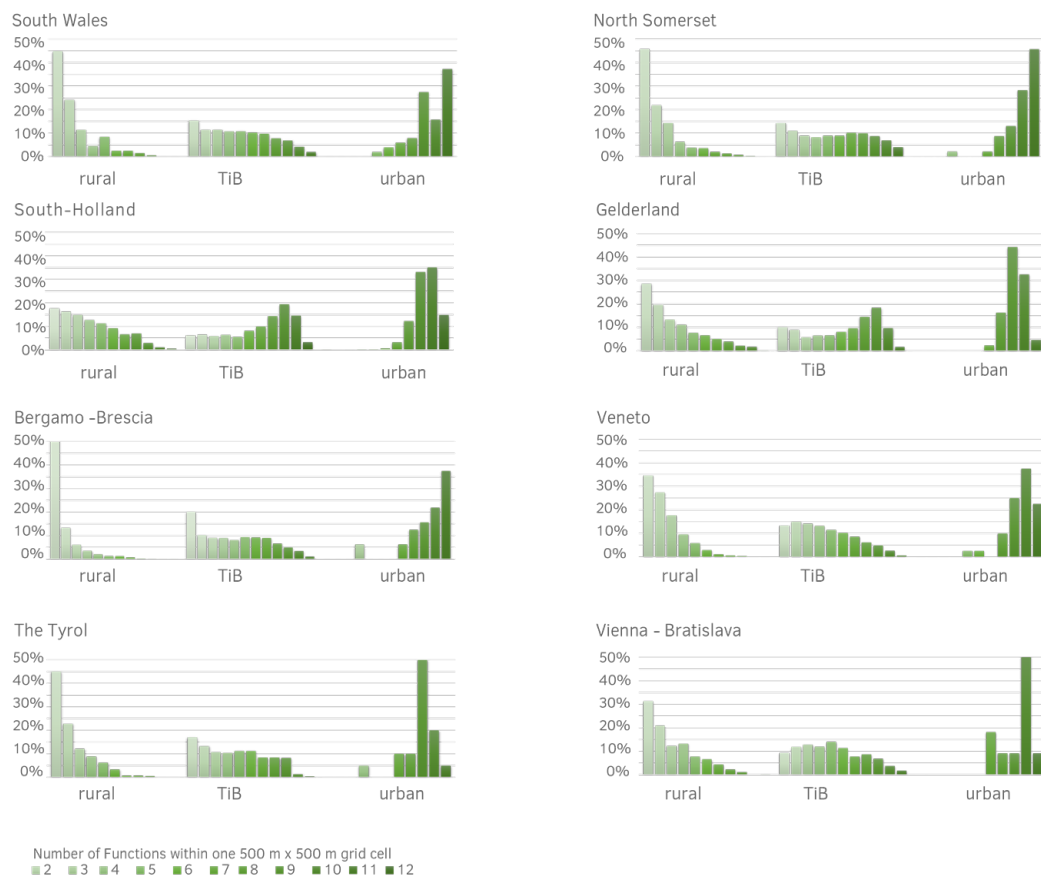 South Wales
50%
40%
30%
20%
10%
0%
rural TiB urban
North Somerset
50%
40%
30%
20%
10%
0%
rural TiB urban
South-Holland
50%
40%
30%
20%
10%
0%
rural TiB urban
Gelderland
50%
40%
30%
20%
10%
0%
rural TiB urban
Bergamo -Brescia
50%
40%
30%
20%
10%
0%
rural TiB urban
Veneto
50%
40%
30%
20%
10%
0%
rural TiB urban
The Tyrol
50%
40%
30%
20%
10%
0%
rural TiB urban
Vienna - Bratislava
50%
40%
30%
20%
10%
0%
rural TiB urban
Number of Functions within one 500 m x 500 m grid cell
2 3 4 5 6 7 8 9 10 11 12